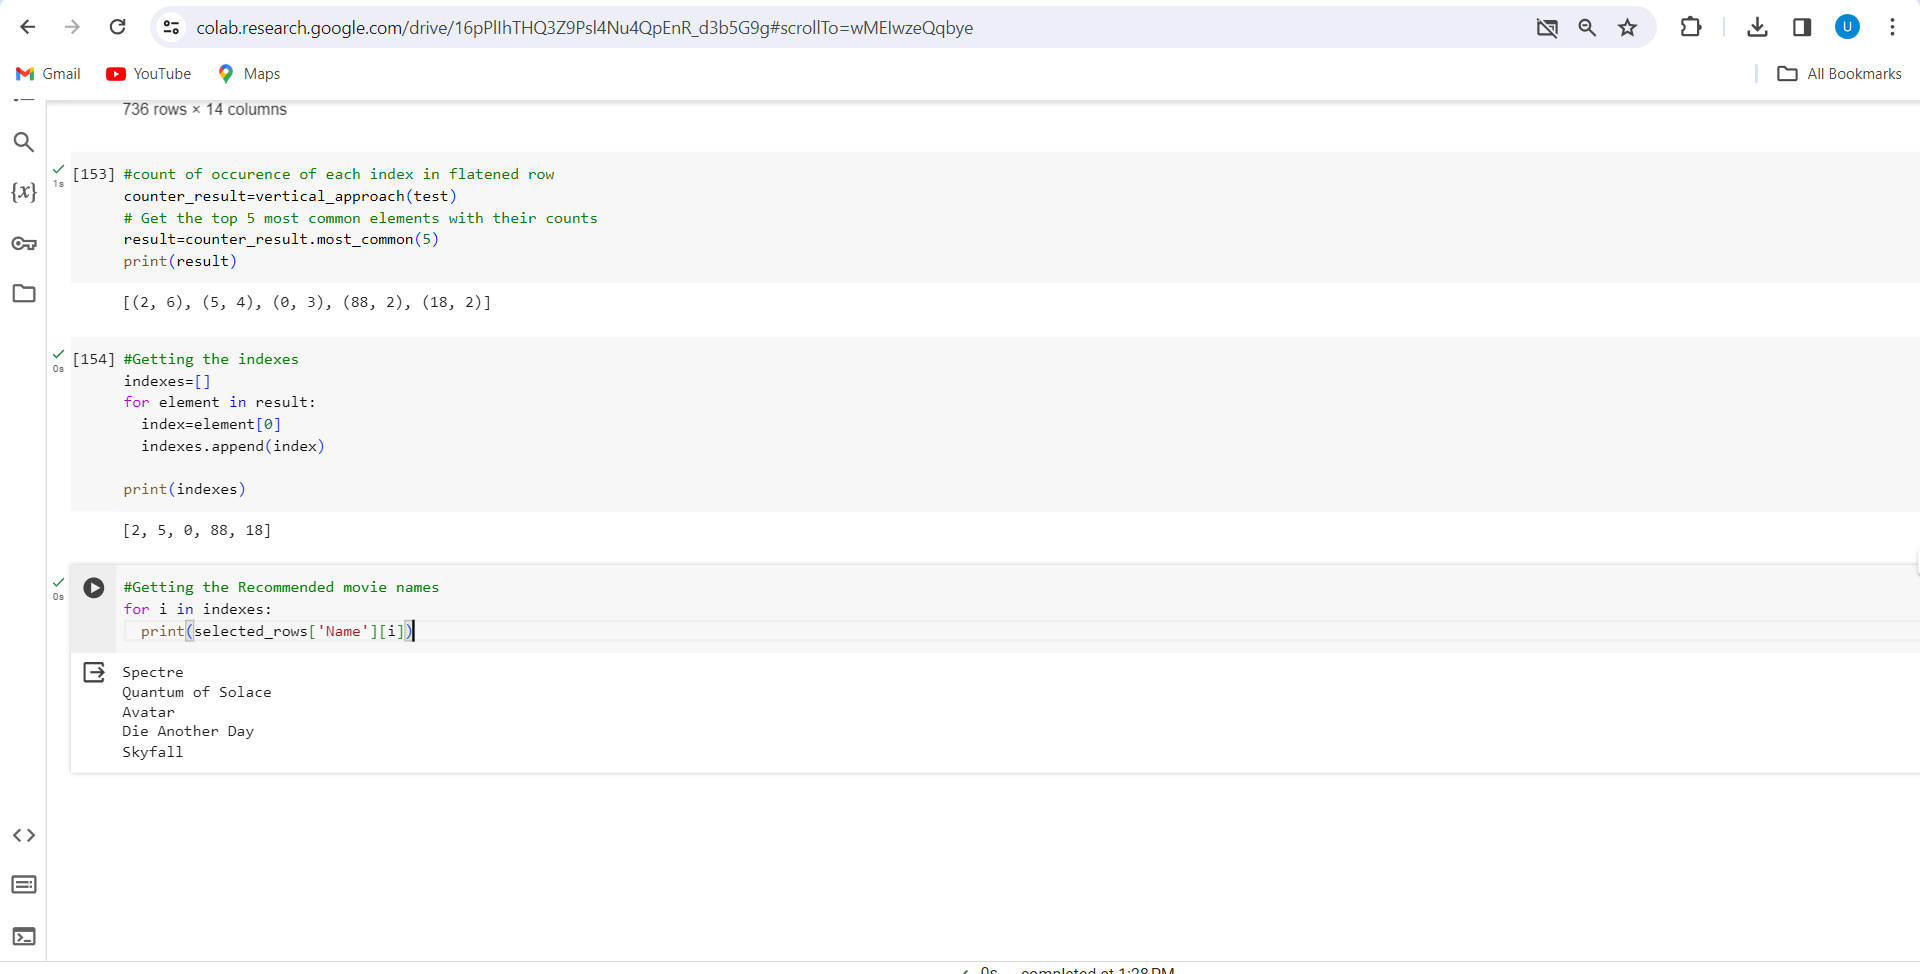 colab.research.google.com/drive/16pPlIhTHQ3Z9Psl4Nu4QpEnR_d3b5G9g#scrollTo=wMEIwzeQqbye
U
Gmail
YouTube
Maps
All Bookmarks
736 rows × 14 columns
{x}
1s
[153]
#count of occurence of each index in flatened row
counter_result=vertical_approach(test)
# Get the top 5 most common elements with their counts
result=counter_result.most_common(5)
print(result)
[(2, 6), (5, 4), (0, 3), (88, 2), (18, 2)]
0s
[154]
#Getting the indexes
indexes=[]
for element in result:
  index=element[0]
  indexes.append(index)
print(indexes)
[2, 5, 0, 88, 18]
0s
#Getting the Recommended movie names
for i in indexes:
  print(selected_rows['Name'][i])
Spectre
Quantum of Solace
Avatar
Die Another Day
Skyfall
0s completed at 1:28 PM